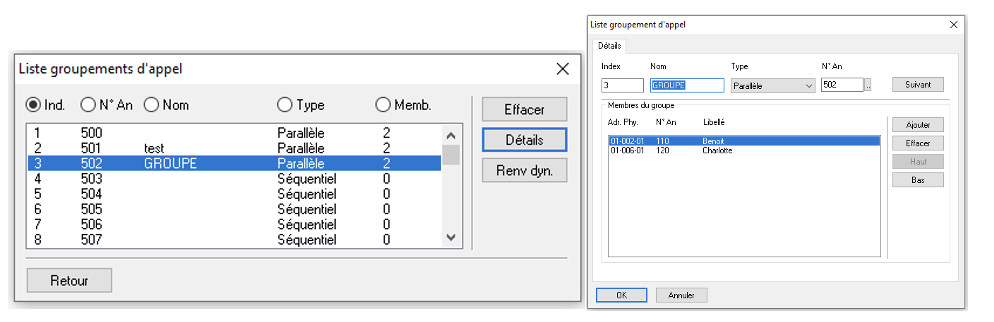 Liste groupements d'appel
Ind. N° An Nom Type Memb.
1 500 Parallèle 2
2 501 test Parallèle 2
3 502 GROUPE Parallèle 2
4 503 Séquentiel 0
5 504 Séquentiel 0
6 505 Séquentiel 0
7 506 Séquentiel 0
8 507 Séquentiel 0
Effacer
Détails
Renv dyn.
Retour
Liste groupement d'appel
Détails
Index Nom Type N° An
3 GROUPE Parallèle 502 ... Suivant
Membres du groupe
Adr. Phy. N° An Libellé
01-002-01 110 Benoit
01-006-01 120 Charlotte
Ajouter
Effacer
Haut
Bas
OK Annuler